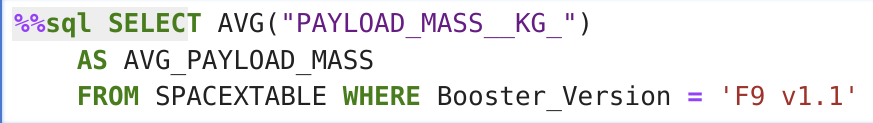 %%sql SELECT AVG("PAYLOAD_MASS__KG_")
AS AVG_PAYLOAD_MASS
FROM SPACEXTABLE WHERE Booster_Version = 'F9 v1.1'